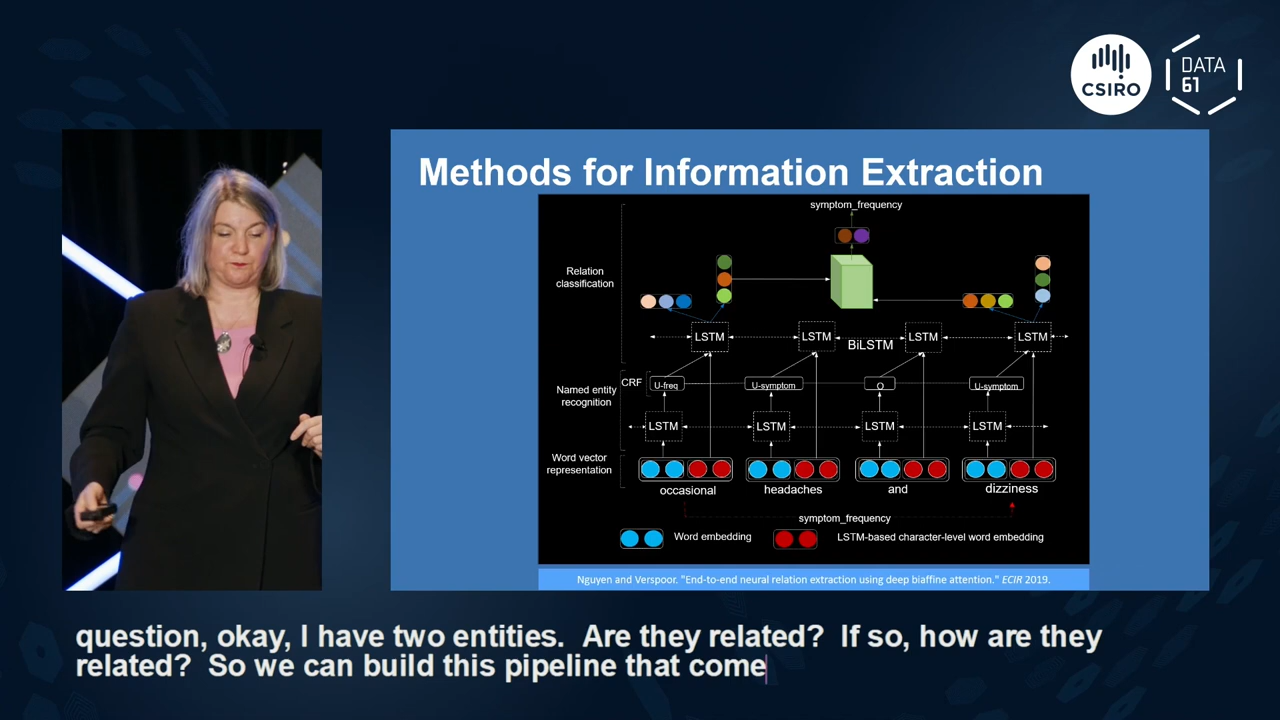 CSIRO
DATA
61
Methods for Information Extraction
symptom_frequency
Relation
classification
LSTM
LSTM
BiLSTM
LSTM
LSTM
Named entity
recognition
CRF
U-freq
U-symptom
O
U-symptom
LSTM
LSTM
LSTM
LSTM
Word vector
representation
occasional
headaches
and
dizziness
symptom_frequency
Word embedding
LSTM-based character-level word embedding
Nguyen and Verspoor. "End-to-end neural relation extraction using deep biaffine attention." ECIR 2019.
question, okay, I have two entities.  Are they related?  If so, how are they
related?  So we can build this pipeline that come